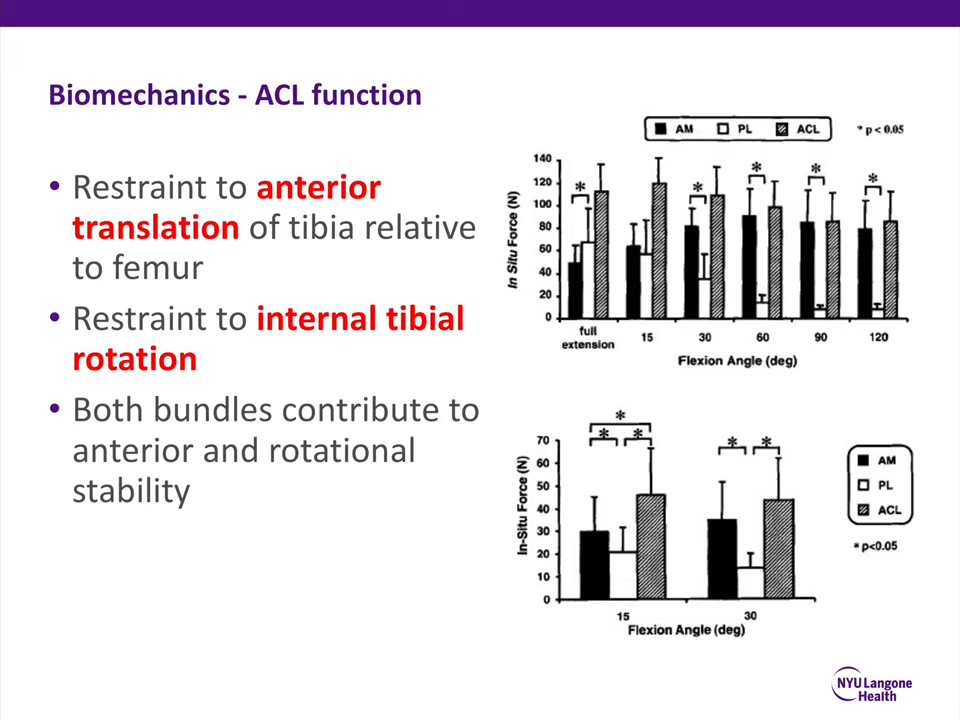 Biomechanics - ACL function
• Restraint to anterior
translation of tibia relative
to femur
• Restraint to internal tibial
rotation
• Both bundles contribute to
anterior and rotational
stability
AM PL ACL * p < 0.05
In Situ Force (N)
140
120
100
80
60
40
20
0
* * * * *
full
extension 15 30 60 90 120
Flexion Angle (deg)
In-Situ Force (N)
70
60
50
40
30
20
10
0
*
* * * *
15 30
Flexion Angle (deg)
AM
PL
ACL
* p<0.05
NYU Langone
Health